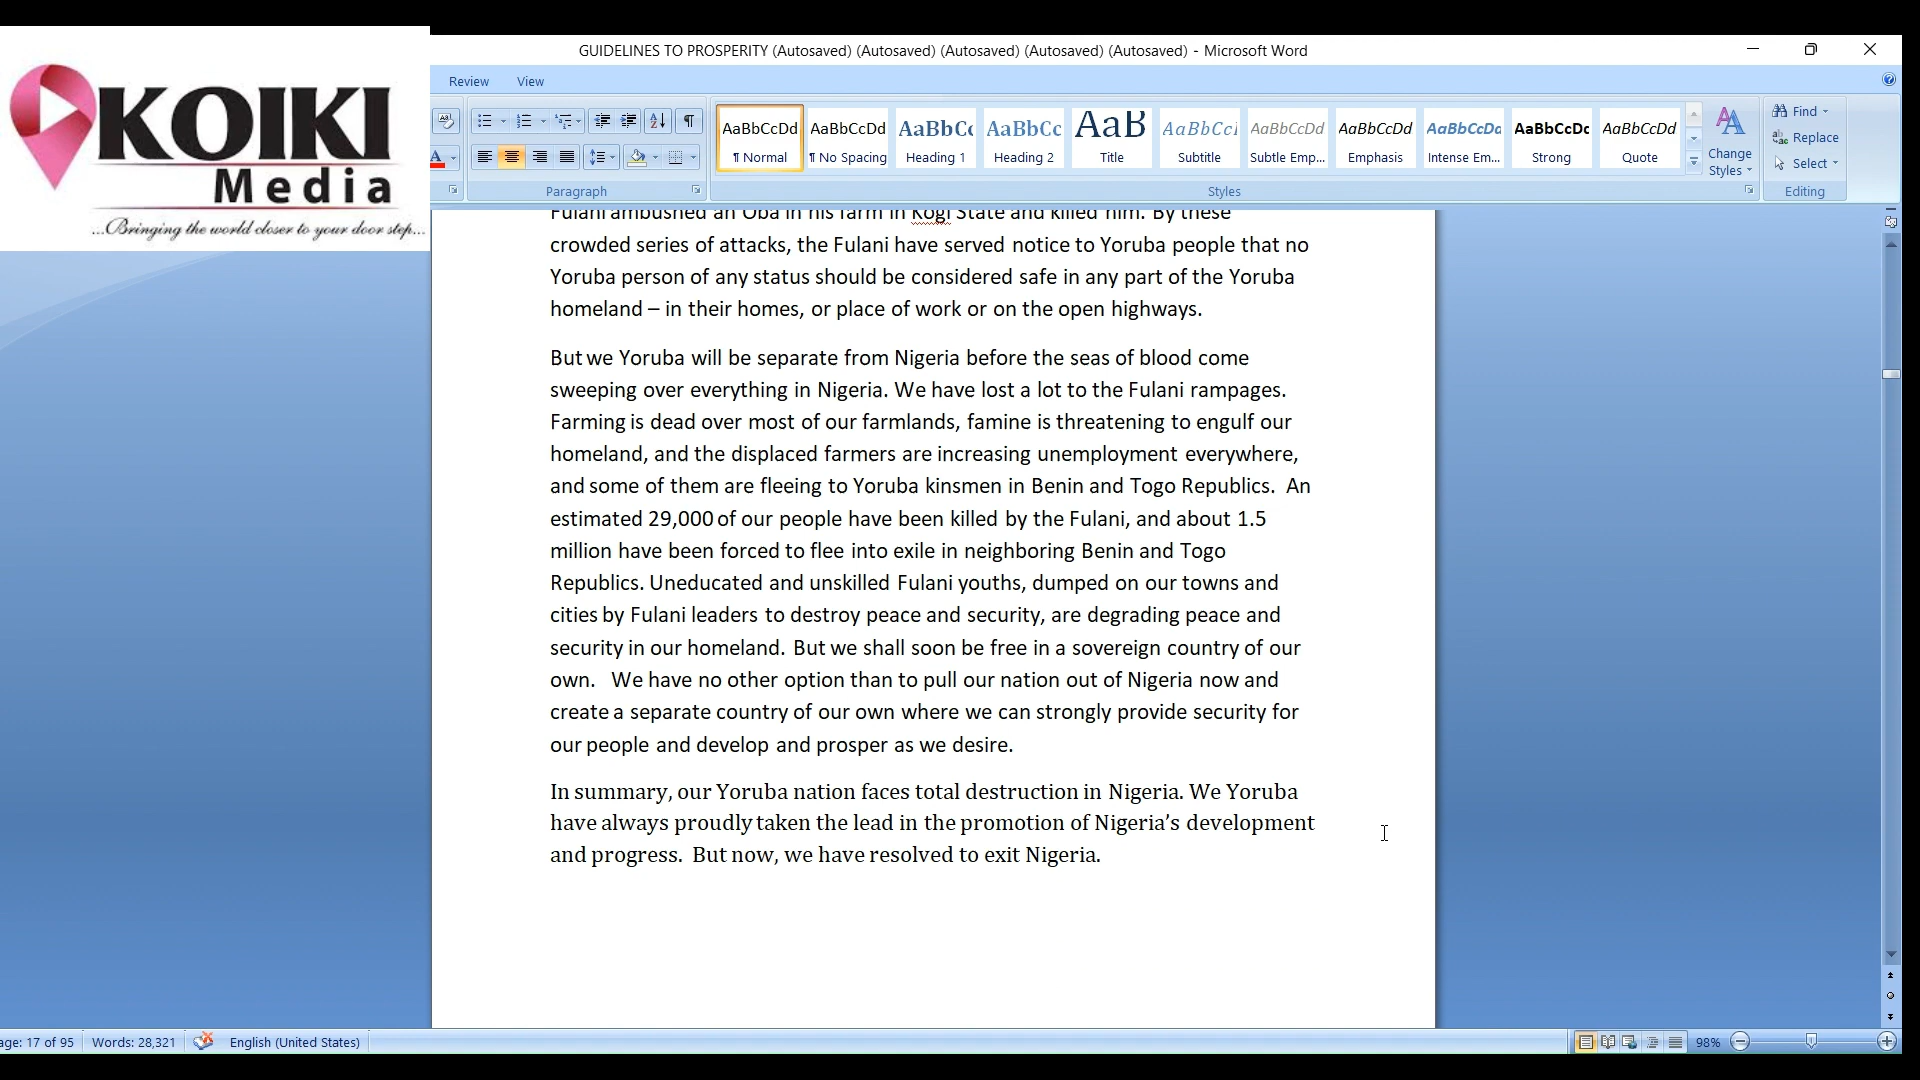 KOIKI
Media
...Bringing the world closer to your door step...
GUIDELINES TO PROSPERITY (Autosaved) (Autosaved) (Autosaved) (Autosaved) (Autosaved) - Microsoft Word
Review View
AaBbCcDd AaBbCcDd AaBbCc AaBbCc AaB AaBbCcI AaBbCcDd AaBbCcDd AaBbCcDd AaBbCcDc AaBbCcDd
¶ Normal ¶ No Spacing Heading 1 Heading 2 Title Subtitle Subtle Emp... Emphasis Intense Em... Strong Quote
Change
Styles
Find
Replace
Select
Paragraph Styles Editing
Fulani ambushed an Oba in his farm in Kogi State and killed him. By these
crowded series of attacks, the Fulani have served notice to Yoruba people that no
Yoruba person of any status should be considered safe in any part of the Yoruba
homeland – in their homes, or place of work or on the open highways.
But we Yoruba will be separate from Nigeria before the seas of blood come
sweeping over everything in Nigeria. We have lost a lot to the Fulani rampages.
Farming is dead over most of our farmlands, famine is threatening to engulf our
homeland, and the displaced farmers are increasing unemployment everywhere,
and some of them are fleeing to Yoruba kinsmen in Benin and Togo Republics. An
estimated 29,000 of our people have been killed by the Fulani, and about 1.5
million have been forced to flee into exile in neighboring Benin and Togo
Republics. Uneducated and unskilled Fulani youths, dumped on our towns and
cities by Fulani leaders to destroy peace and security, are degrading peace and
security in our homeland. But we shall soon be free in a sovereign country of our
own. We have no other option than to pull our nation out of Nigeria now and
create a separate country of our own where we can strongly provide security for
our people and develop and prosper as we desire.
In summary, our Yoruba nation faces total destruction in Nigeria. We Yoruba
have always proudly taken the lead in the promotion of Nigeria’s development
and progress. But now, we have resolved to exit Nigeria.
age: 17 of 95 Words: 28,321 English (United States) 98%